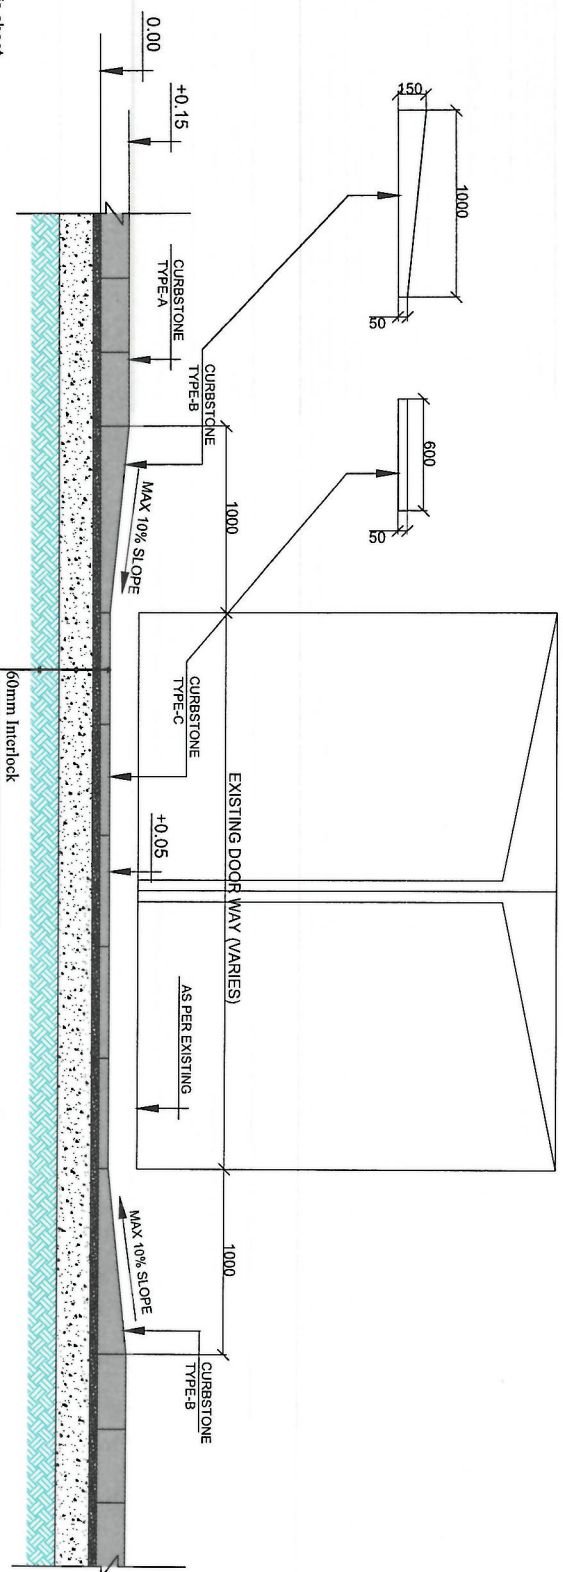 0.00
+0.15
150
1000
50
600
50
CURBSTONE
TYPE-A
CURBSTONE
TYPE-B
1000
MAX 10% SLOPE
CURBSTONE
TYPE-C
EXISTING DOOR WAY (VARIES)
+0.05
AS PER EXISTING
1000
MAX 10% SLOPE
CURBSTONE
TYPE-B
60mm Interlock